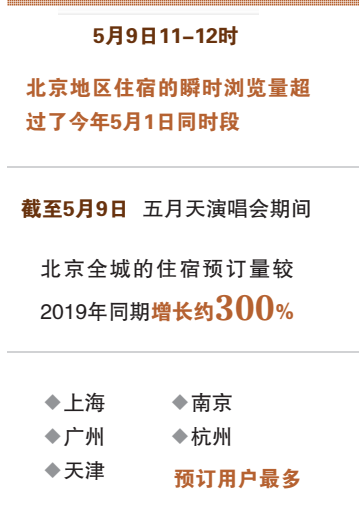 5月9日11-12时
北京地区住宿的瞬时浏览量超
过了今年5月1日同时段
截至5月9日 五月天演唱会期间
北京全城的住宿预订量较
2019年同期增长约300%
◆上海 ◆南京
◆广州 ◆杭州
◆天津 预订用户最多